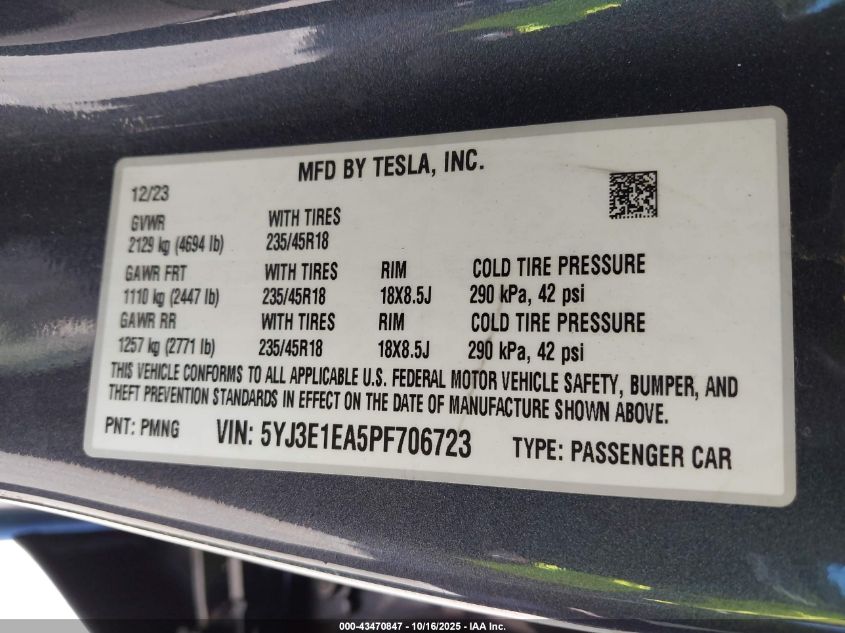 MFD BY TESLA, INC.
12/23
GVWR WITH TIRES
2129 kg (4694 lb) 235/45R18
GAWR FRT WITH TIRES RIM COLD TIRE PRESSURE
1110 kg (2447 lb) 235/45R18 18X8.5J 290 kPa, 42 psi
GAWR RR WITH TIRES RIM COLD TIRE PRESSURE
1257 kg (2771 lb) 235/45R18 18X8.5J 290 kPa, 42 psi
THIS VEHICLE CONFORMS TO ALL APPLICABLE U.S. FEDERAL MOTOR VEHICLE SAFETY, BUMPER, AND
THEFT PREVENTION STANDARDS IN EFFECT ON THE DATE OF MANUFACTURE SHOWN ABOVE.
PNT: PMNG VIN: 5YJ3E1EA5PF706723 TYPE: PASSENGER CAR
000-43470847 - 10/16/2025 - IAA Inc.